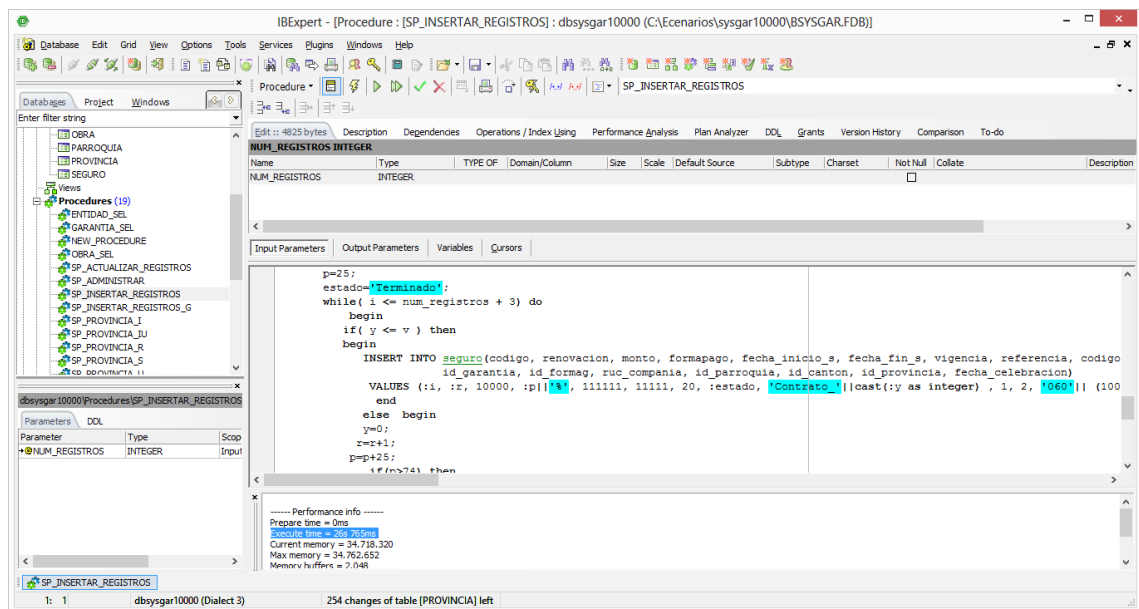 IBExpert - [Procedure : [SP_INSERTAR_REGISTROS] : dbsysgar10000 (C:\Ecenarios\sysgar10000\BSYSGAR.FDB)]
Database Edit Grid View Options Tools Services Plugins Windows Help
Procedure SP_INSERTAR_REGISTROS
Databases Project Windows
Enter filter string
OBRA
PARROQUIA
PROVINCIA
SEGURO
Views
Procedures (19)
ENTIDAD_SEL
GARANTIA_SEL
NEW_PROCEDURE
OBRA_SEL
SP_ACTUALIZAR_REGISTROS
SP_ADMINISTRAR
SP_INSERTAR_REGISTROS
SP_INSERTAR_REGISTROS_G
SP_PROVINCIA_I
SP_PROVINCIA_IU
SP_PROVINCIA_R
SP_PROVINCIA_S
SP_PROVINCIA_U
dbsysgar10000\Procedures\SP_INSERTAR_REGISTROS
Parameters DDL
Parameter Type Scop
NUM_REGISTROS INTEGER Input
Edit :: 4825 bytes Description Dependencies Operations / Index Using Performance Analysis Plan Analyzer DDL Grants Version History Comparison To-do
NUM_REGISTROS INTEGER
Name Type TYPE OF Domain/Column Size Scale Default Source Subtype Charset Not Null Collate Description
NUM_REGISTROS INTEGER
Input Parameters Output Parameters Variables Cursors
p=25;
estado='Terminado';
while( i <= num_registros + 3) do
begin
if( y <= v ) then
begin
INSERT INTO seguro(codigo, renovacion, monto, formapago, fecha_inicio_s, fecha_fin_s, vigencia, referencia, codigo
id_garantia, id_formag, ruc_compania, id_parroquia, id_canton, id_provincia, fecha_celebracion)
VALUES (:i, :r, 10000, :p||'%', 111111, 11111, 20, :estado, 'Contrato_'||cast(:y as integer) , 1, 2, '060'|| (100
end
else begin
y=0;
r=r+1;
p=p+25;
if(p>74) then
------ Performance info ------
Prepare time = 0ms
Execute time = 26s 765ms
Current memory = 34.718.320
Max memory = 34.762.652
Memory buffers = 2.048
SP_INSERTAR_REGISTROS
1: 1 dbsysgar10000 (Dialect 3) 254 changes of table [PROVINCIA] left